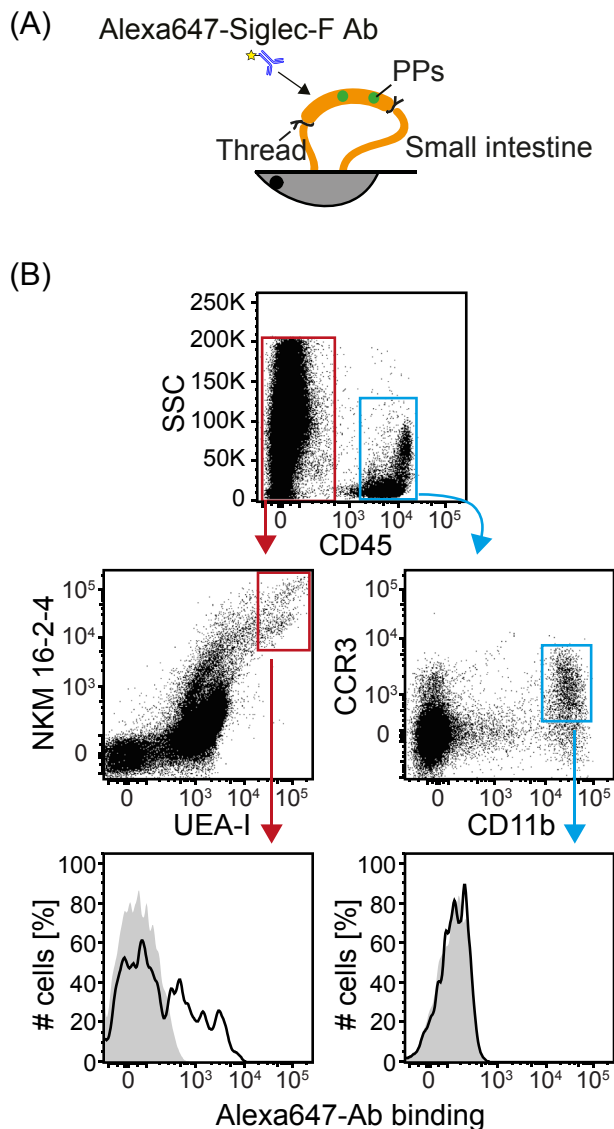 (A)
Alexa647-Siglec-F Ab
PPs
Thread
Small intestine
(B)
250K
200K
150K
100K
50K
0
SSC
0 10³ 10⁴ 10⁵
CD45
10⁵
10⁴
10³
0
NKM 16-2-4
0 10³ 10⁴ 10⁵
UEA-I
10⁵
10⁴
10³
0
CCR3
0 10³ 10⁴ 10⁵
CD11b
100
80
60
40
20
0
# cells [%]
0 10³ 10⁴ 10⁵
100
80
60
40
20
0
# cells [%]
0 10³ 10⁴ 10⁵
Alexa647-Ab binding